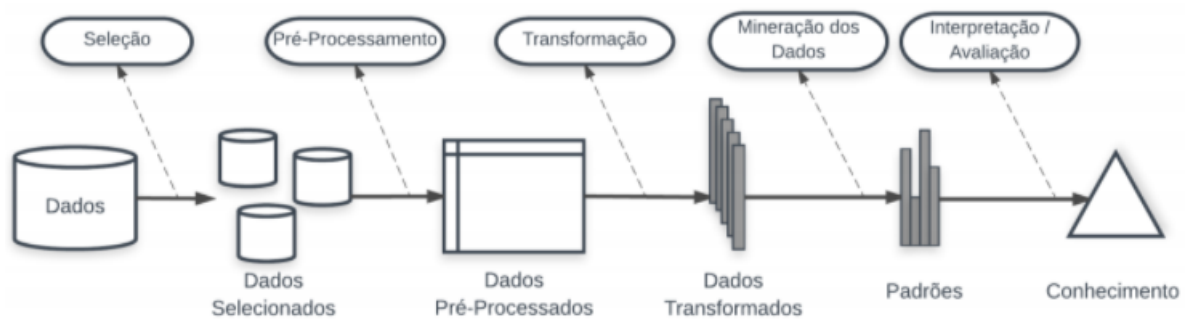 Seleção
Pré-Processamento
Transformação
Mineração dos
Dados
Interpretação /
Avaliação
Dados
Dados
Selecionados
Dados
Pré-Processados
Dados
Transformados
Padrões
Conhecimento